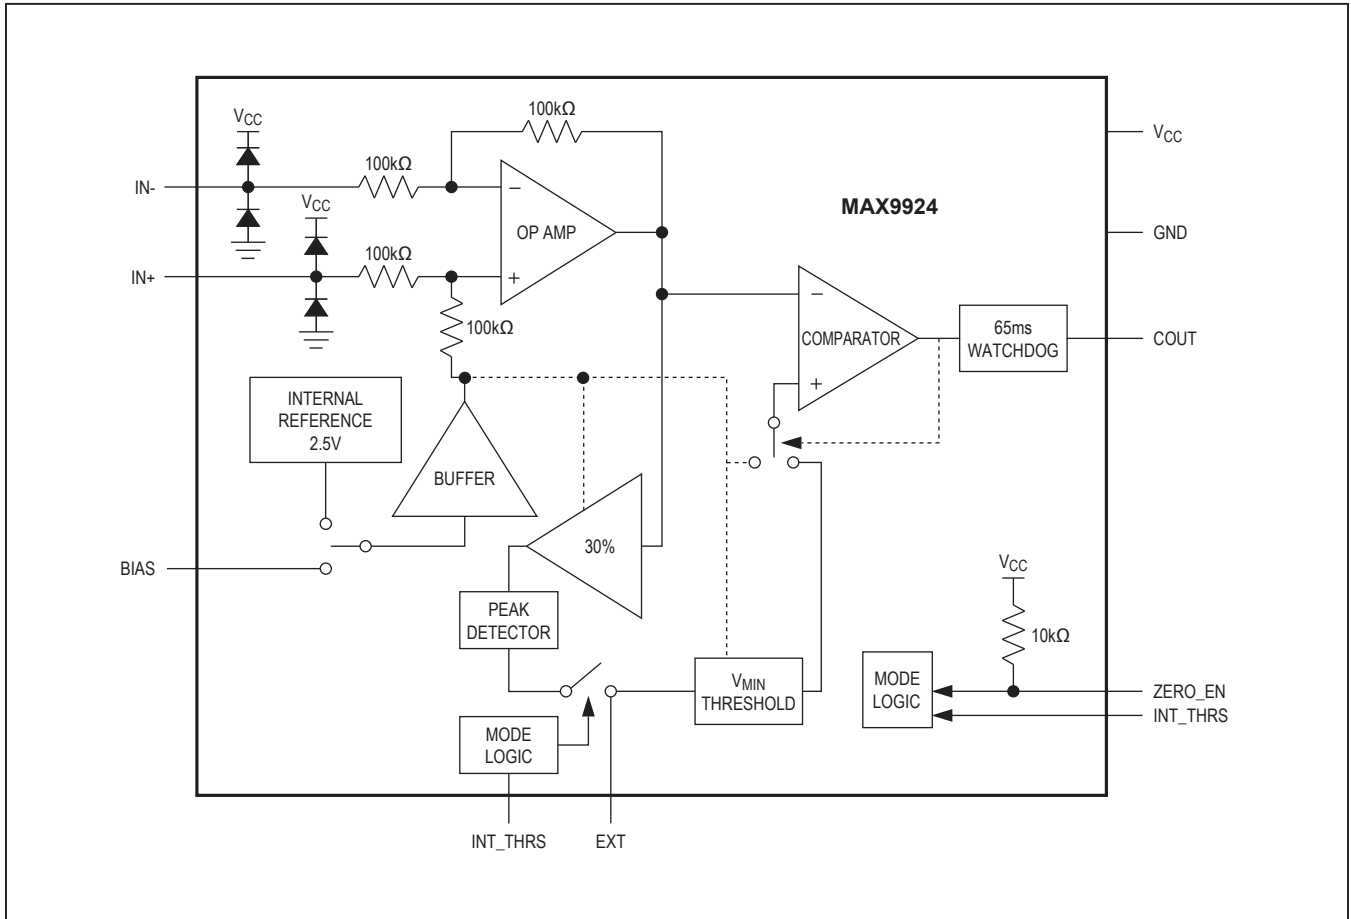 100kΩ
VCC
VCC
100kΩ
IN-
−
VCC
MAX9924
OP AMP
GND
100kΩ
IN+
+
−
100kΩ
COMPARATOR
65ms
WATCHDOG
COUT
+
INTERNAL
REFERENCE
2.5V
BUFFER
30%
BIAS
VCC
PEAK
DETECTOR
10kΩ
VMIN
THRESHOLD
MODE
LOGIC
ZERO_EN
INT_THRS
MODE
LOGIC
INT_THRS
EXT